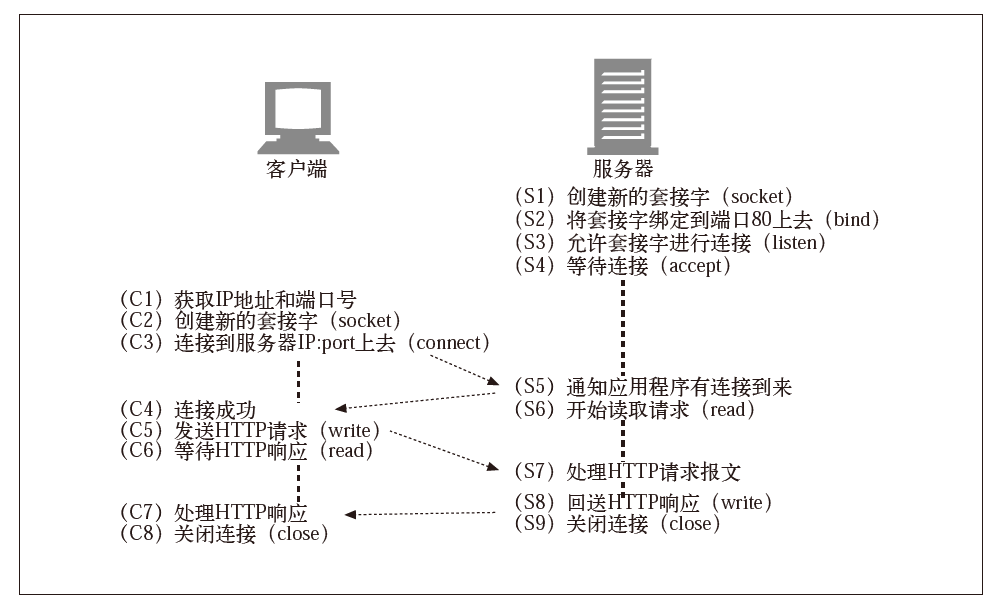 客户端
服务器
（S1）创建新的套接字（socket）
（S2）将套接字绑定到端口80上去（bind）
（S3）允许套接字进行连接（listen）
（S4）等待连接（accept）
（C1）获取IP地址和端口号
（C2）创建新的套接字（socket）
（C3）连接到服务器IP:port上去（connect）
（S5）通知应用程序有连接到来
（S6）开始读取请求（read）
（C4）连接成功
（C5）发送HTTP请求（write）
（C6）等待HTTP响应（read）
（S7）处理HTTP请求报文
（S8）回送HTTP响应（write）
（S9）关闭连接（close）
（C7）处理HTTP响应
（C8）关闭连接（close）